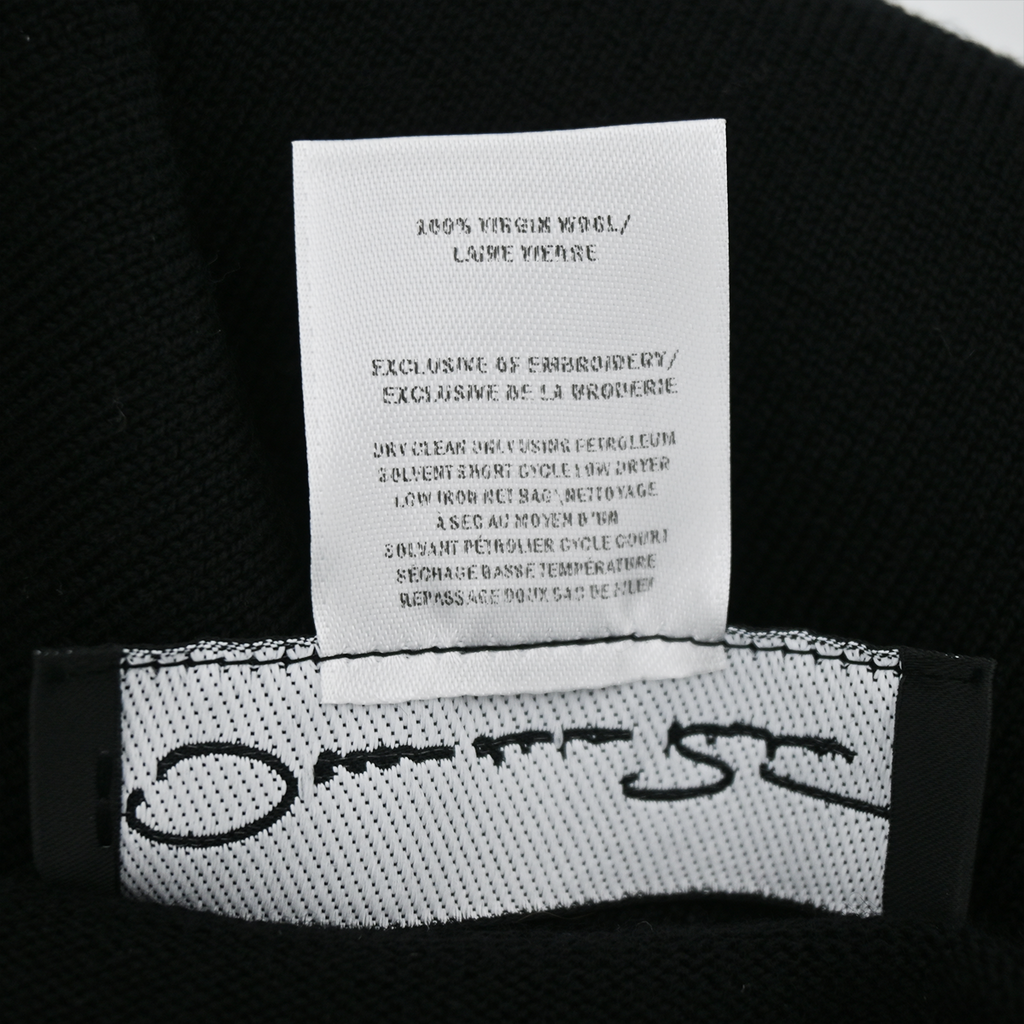 100% VIRGIN WOOL/
LAINE VIERGE
EXCLUSIVE OF EMBROIDERY/
EXCLUSIVE DE LA BRODERIE
DRY CLEAN ONLY USING PETROLEUM
SOLVENT SHORT CYCLE LOW DRYER
LOW IRON NET BAG\NETTOYAGE
À SEC AU MOYEN D'UN
SOLVANT PÉTROLIER CYCLE COURT
SÉCHAGE BASSE TEMPÉRATURE
REPASSAGE DOUX SAC DE FILET